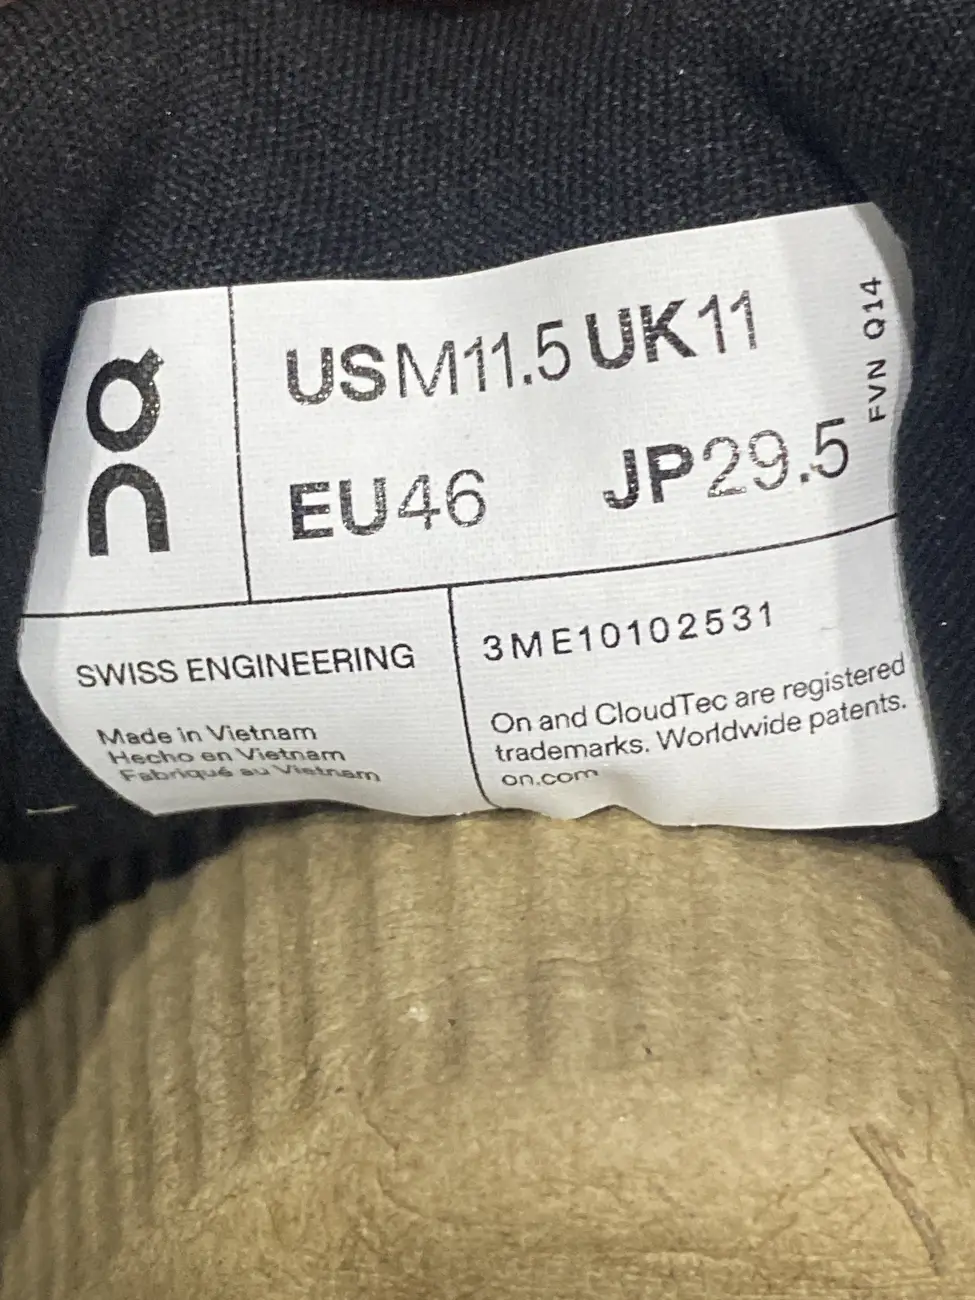 On
USM11.5 UK11
EU46 JP29.5
FVN Q14
SWISS ENGINEERING
Made in Vietnam
Hecho en Vietnam
Fabriqué au Vietnam
3ME10102531
On and CloudTec are registered
trademarks. Worldwide patents.
on.com